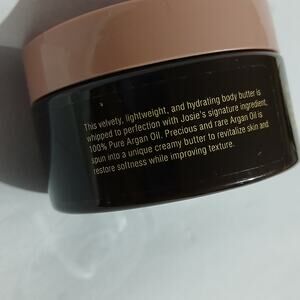 This velvety, lightweight, and hydrating body butter is
whipped to perfection with Josie's signature ingredient,
100% Pure Argan Oil. Precious and rare Argan Oil is
spun into a unique creamy butter to revitalize skin and
restore softness while improving texture.